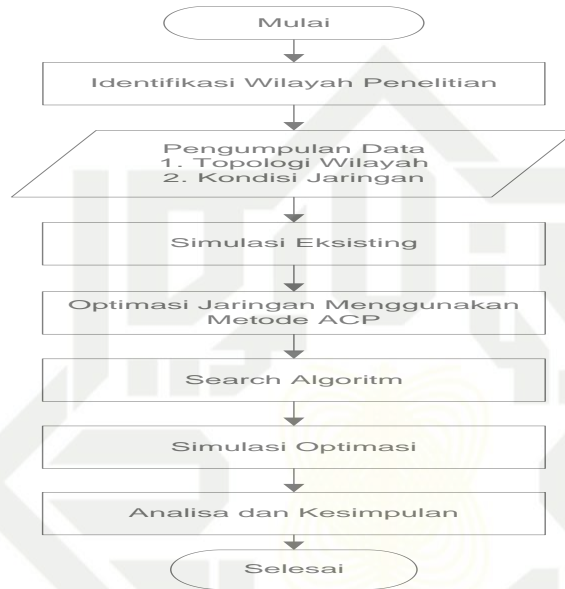 Mulai
Identifikasi Wilayah Penelitian
Pengumpulan Data
1. Topologi Wilayah
2. Kondisi Jaringan
Simulasi Eksisting
Optimasi Jaringan Menggunakan
Metode ACP
Search Algoritm
Simulasi Optimasi
Analisa dan Kesimpulan
Selesai